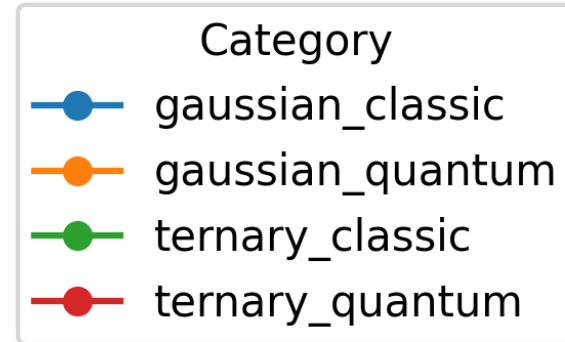 Category
gaussian_classic
gaussian_quantum
ternary_classic
ternary_quantum